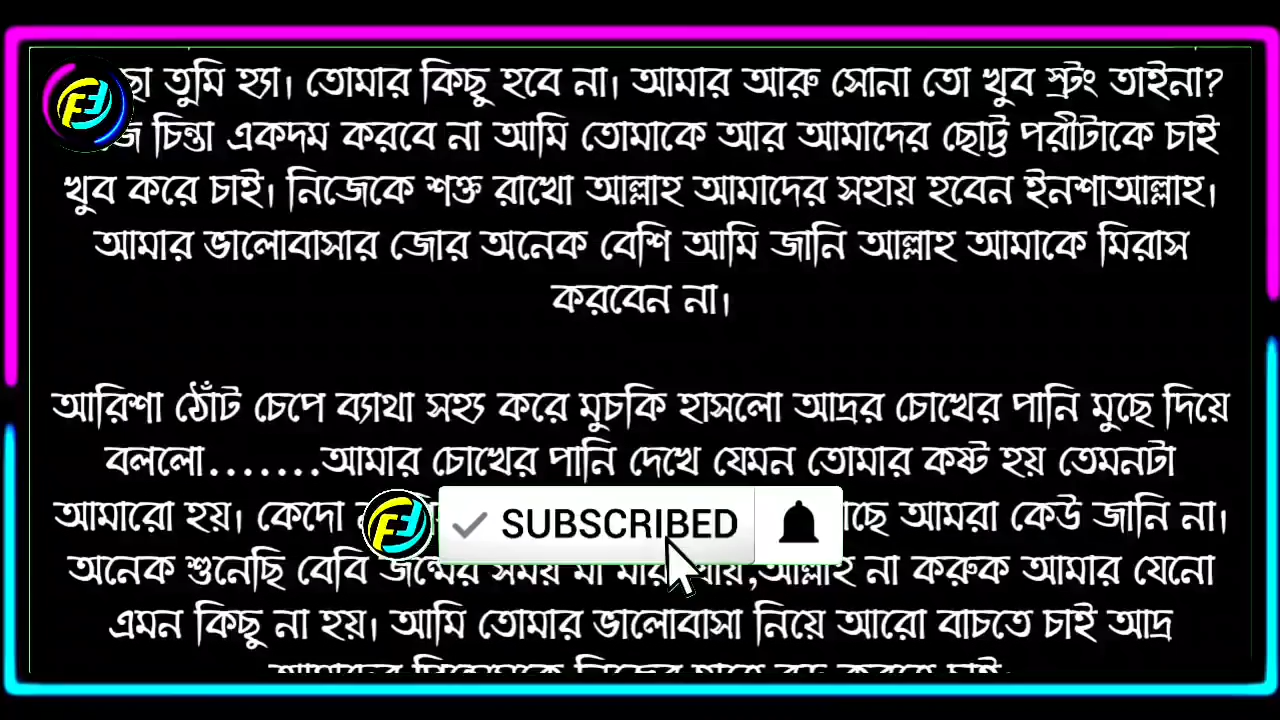 তুমি হ্যা। তোমার কিছু হবে না। আমার আরু সোনা তো খুব স্ট্রং তাইনা?
চিন্তা একদম করবে না আমি তোমাকে আর আমাদের ছোট্ট পরীটাকে চাই
খুব করে চাই। নিজেকে শক্ত রাখো আল্লাহ আমাদের সহায় হবেন ইনশাআল্লাহ।
আমার ভালোবাসার জোর অনেক বেশি আমি জানি আল্লাহ আমাকে মিরাস
করবেন না।
আরিশা ঠোঁট চেপে ব্যাথা সহ্য করে মুচকি হাসলো আদ্রর চোখের পানি মুছে দিয়ে
বললো.......আমার চোখের পানি দেখে যেমন তোমার কষ্ট হয় তেমনটা
আমারো হয়। কেদো আমরা কেউ জানি না।
SUBSCRIBED
অনেক শুনেছি বেবি জন্মের সময় মা আল্লাহ না করুক আমার যেনো
এমন কিছু না হয়। আমি তোমার ভালোবাসা নিয়ে আরো বাচতে চাই আদ্র